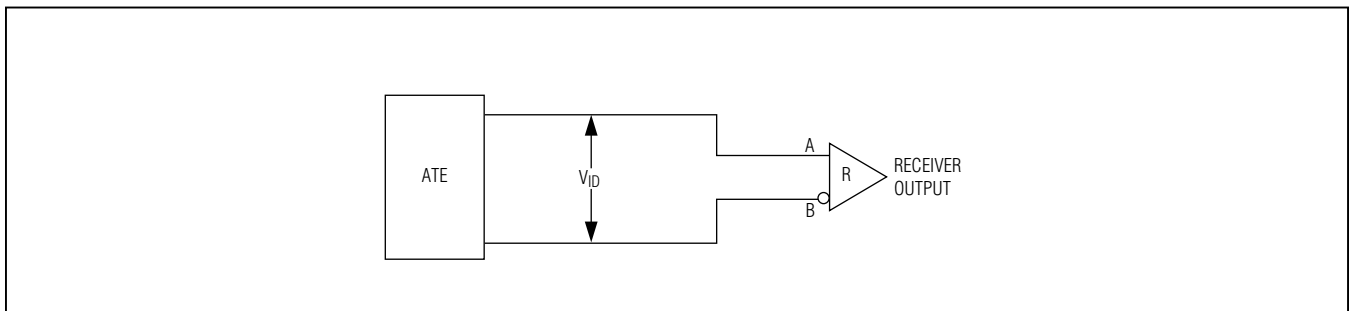 ATE
VID
A
B
R
RECEIVER
OUTPUT